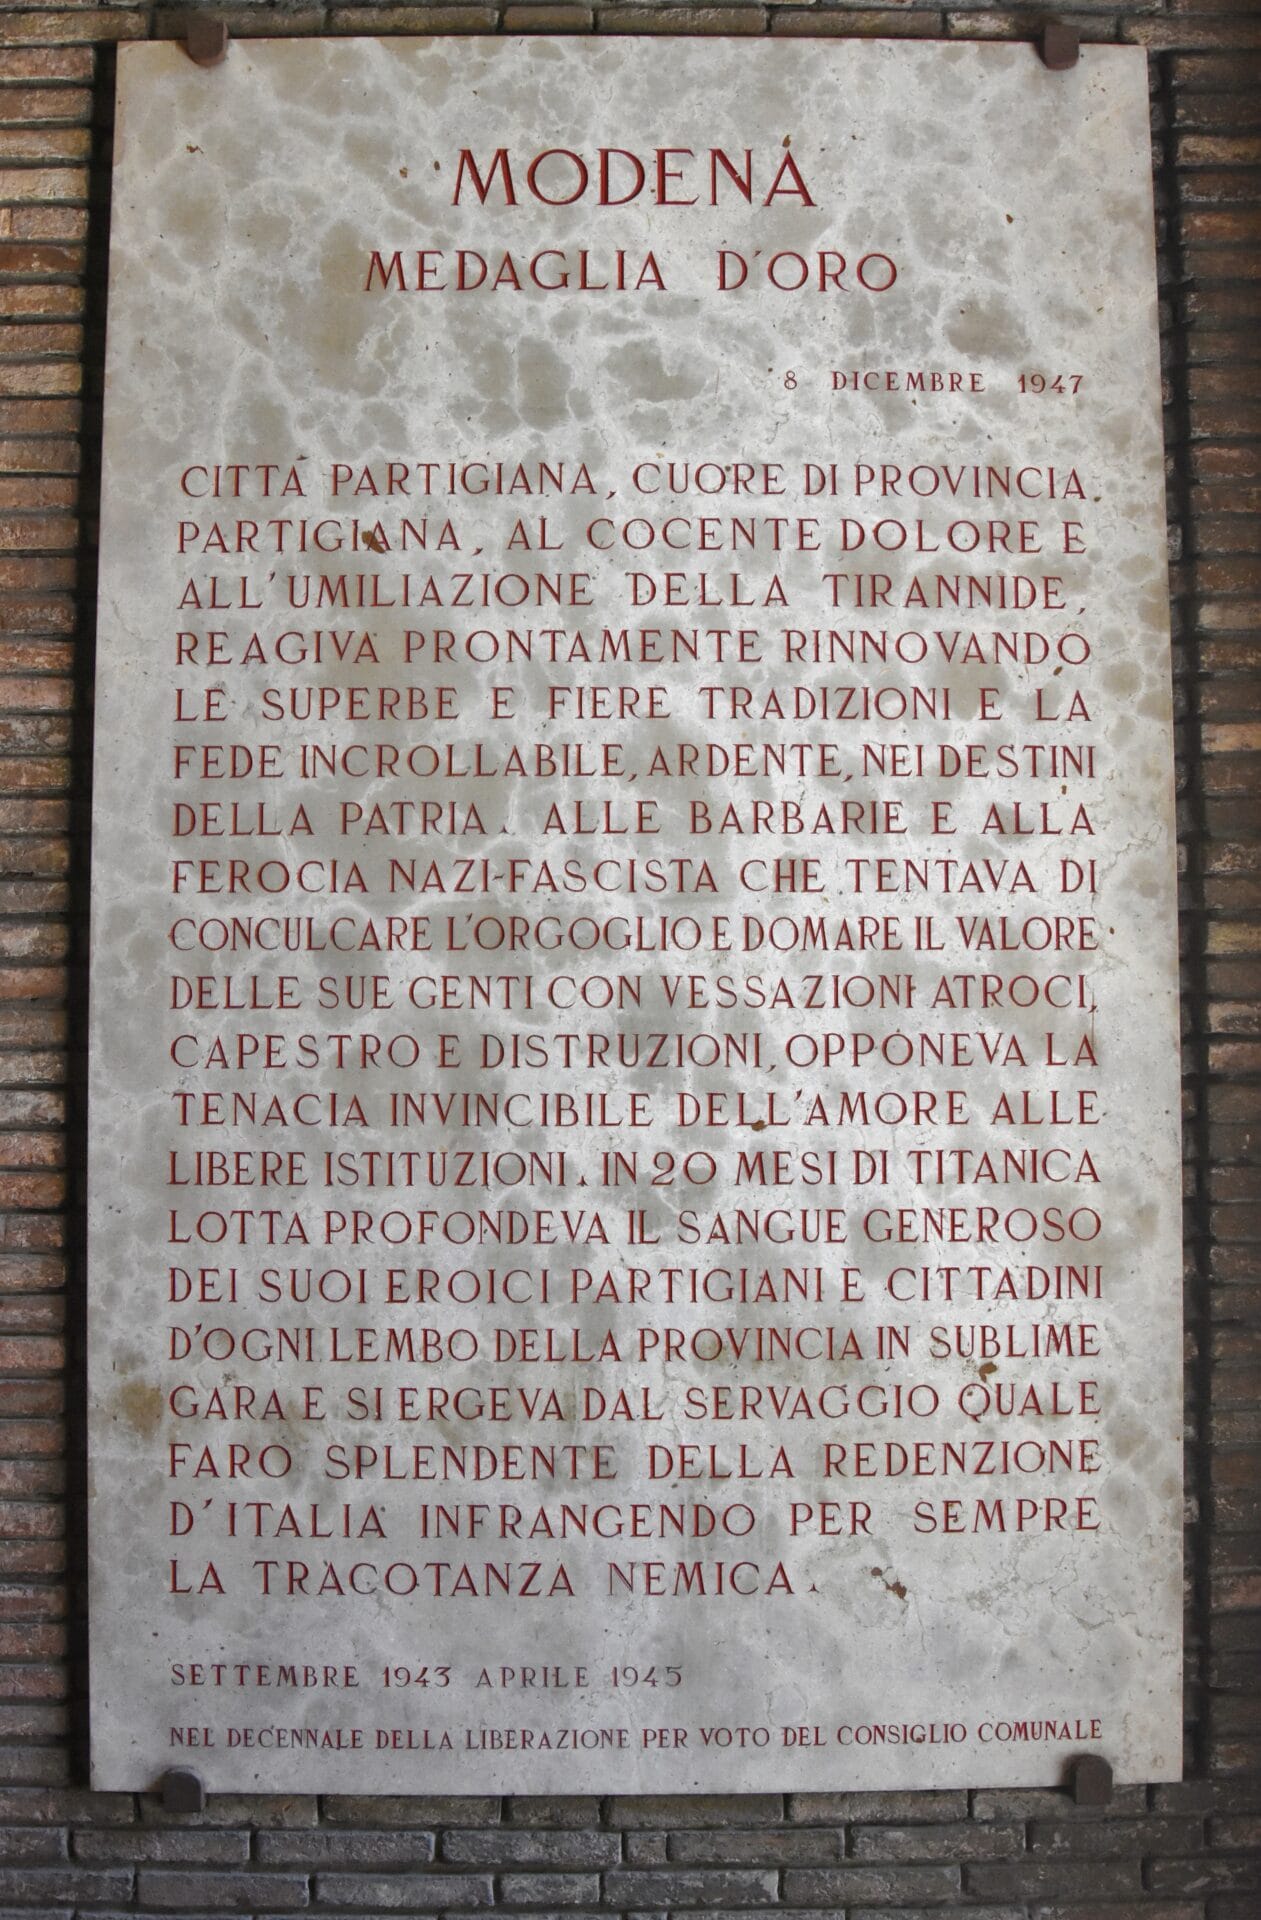 MODENA
MEDAGLIA D'ORO
8 DICEMBRE 1947
CITTÀ PARTIGIANA, CUORE DI PROVINCIA
PARTIGIANA, AL COCENTE DOLORE E
ALL'UMILIAZIONE DELLA TIRANNIDE,
REAGIVA PRONTAMENTE RINNOVANDO
LE SUPERBE E FIERE TRADIZIONI E LA
FEDE INCROLLABILE, ARDENTE, NEI DESTINI
DELLA PATRIA. ALLE BARBARIE E ALLA
FEROCIA NAZI-FASCISTA CHE TENTAVA DI
CONCULCARE L'ORGOGLIO E DOMARE IL VALORE
DELLE SUE GENTI CON VESSAZIONI ATROCI,
CAPESTRO E DISTRUZIONI, OPPONEVA LA
TENACIA INVINCIBILE DELL'AMORE ALLE
LIBERE ISTITUZIONI. IN 20 MESI DI TITANICA
LOTTA PROFONDEVA IL SANGUE GENEROSO
DEI SUOI EROICI PARTIGIANI E CITTADINI
D'OGNI LEMBO DELLA PROVINCIA IN SUBLIME
GARA E SI ERGEVA DAL SERVAGGIO QUALE
FARO SPLENDENTE DELLA REDENZIONE
D'ITALIA INFRANGENDO PER SEMPRE
LA TRACOTANZA NEMICA.
SETTEMBRE 1943 APRILE 1945
NEL DECENNALE DELLA LIBERAZIONE PER VOTO DEL CONSIGLIO COMUNALE